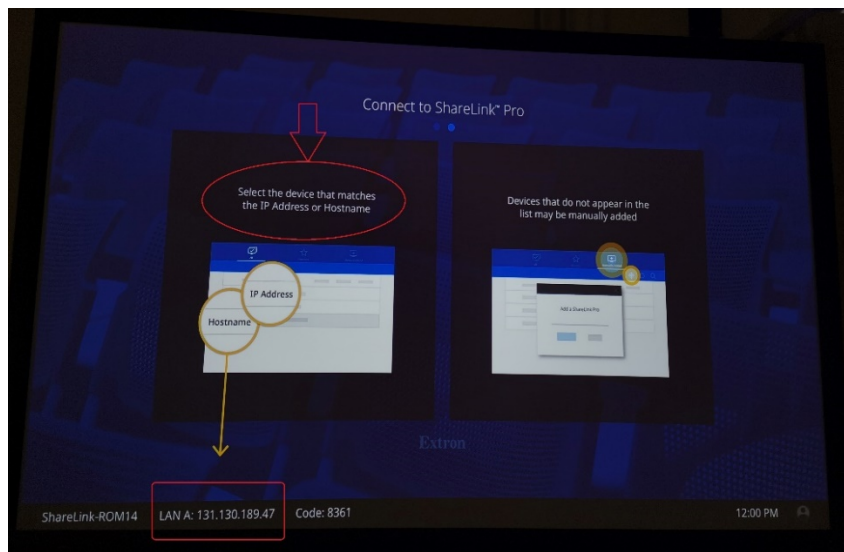 Connect to ShareLink™ Pro
Select the device that matches
the IP Address or Hostname
IP Address
Hostname
Devices that do not appear in the
list may be manually added
Add a ShareLink Pro
Extron
ShareLink-ROM14
LAN A: 131.130.189.47
Code: 8361
12:00 PM